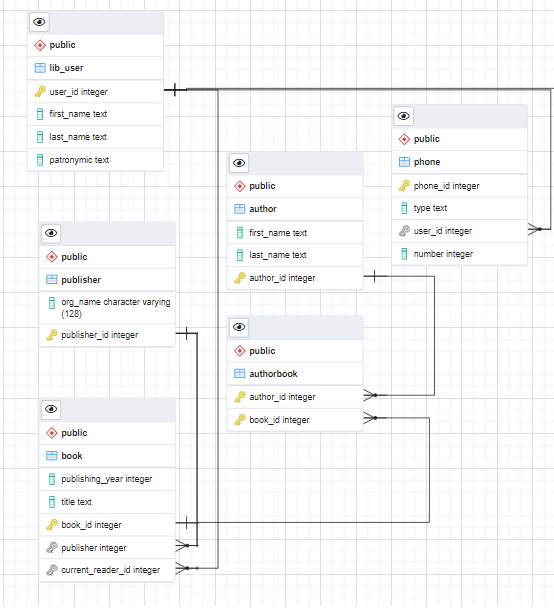 public
lib_user
user_id integer
first_name text
last_name text
patronymic text
public
phone
phone_id integer
type text
user_id integer
number integer
public
author
first_name text
last_name text
author_id integer
public
publisher
org_name character varying
(128)
publisher_id integer
public
authorbook
author_id integer
book_id integer
public
book
publishing_year integer
title text
book_id integer
publisher integer
current_reader_id integer